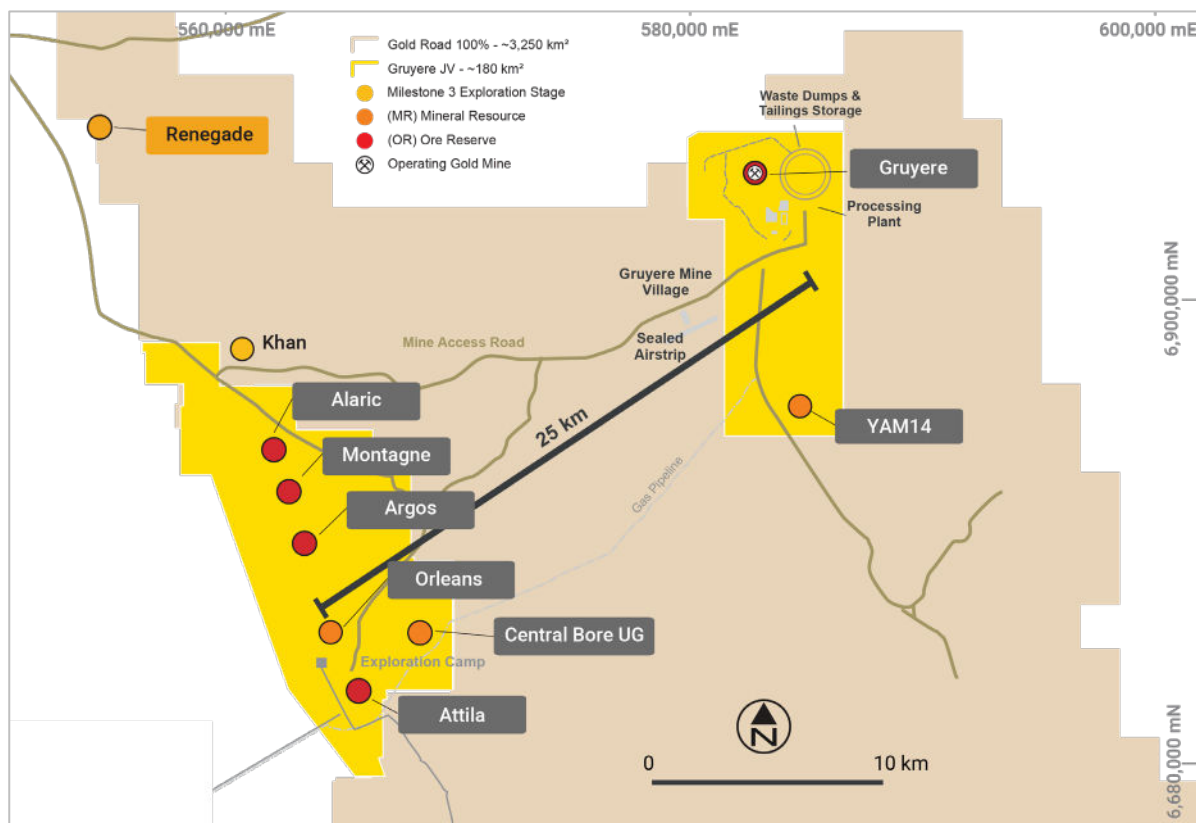 560,000 mE
580,000 mE
600,000 mE
Gold Road 100% - ~3,250 km²
Gruyere JV - ~180 km²
Milestone 3 Exploration Stage
(MR) Mineral Resource
(OR) Ore Reserve
Operating Gold Mine
Waste Dumps &
Tailings Storage
Renegade
Gruyere
Processing
Plant
Gruyere Mine
Village
6,900,000 mN
Sealed
Airstrip
Khan
Mine Access Road
Alaric
25 km
YAM14
Montagne
Gas Pipeline
Argos
Orleans
Central Bore UG
Exploration Camp
Attila
N
0
10 km
6,680,000 mN